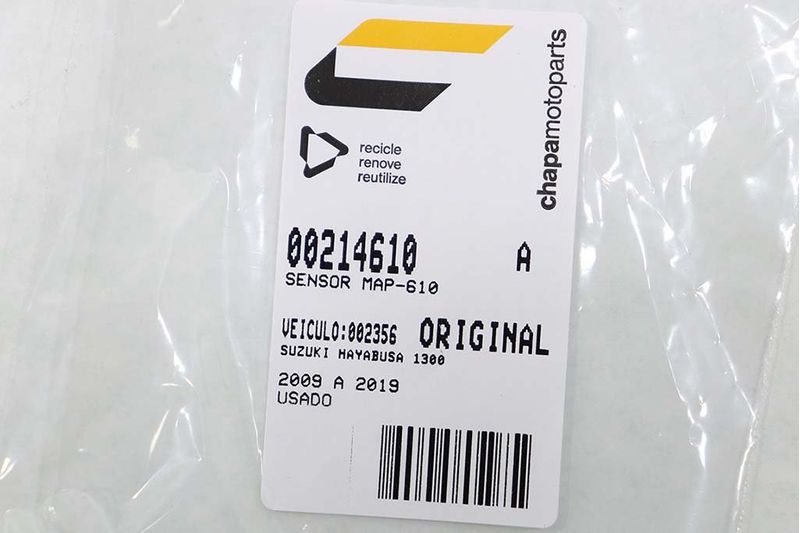 chapamotoparts
recicle
renove
reutilize
00214610 A
SENSOR MAP-610
VEICULO:002356 ORIGINAL
SUZUKI HAYABUSA 1300
2009 A 2019
USADO